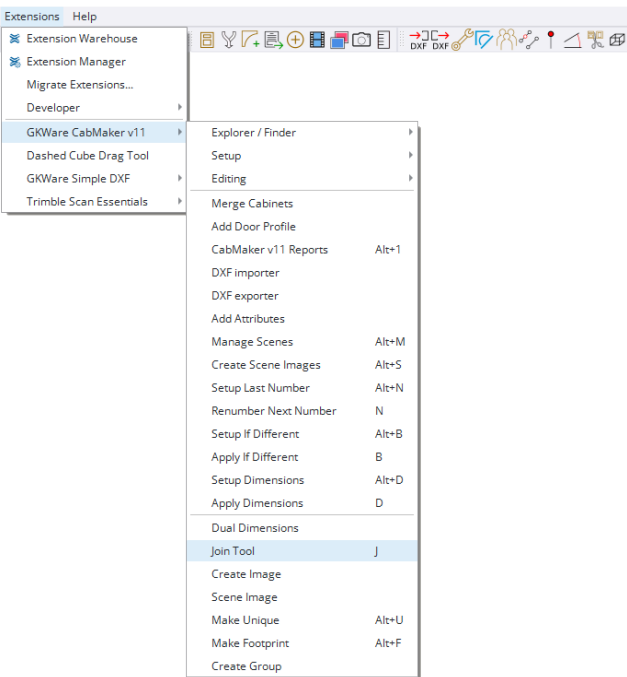 Extensions Help
Extension Warehouse
Extension Manager
Migrate Extensions...
Developer
GKWare CabMaker v11
Dashed Cube Drag Tool
GKWare Simple DXF
Trimble Scan Essentials
DXF DXF
Explorer / Finder
Setup
Editing
Merge Cabinets
Add Door Profile
CabMaker v11 Reports Alt+1
DXF importer
DXF exporter
Add Attributes
Manage Scenes Alt+M
Create Scene Images Alt+S
Setup Last Number Alt+N
Renumber Next Number N
Setup If Different Alt+B
Apply If Different B
Setup Dimensions Alt+D
Apply Dimensions D
Dual Dimensions
Join Tool J
Create Image
Scene Image
Make Unique Alt+U
Make Footprint Alt+F
Create Group